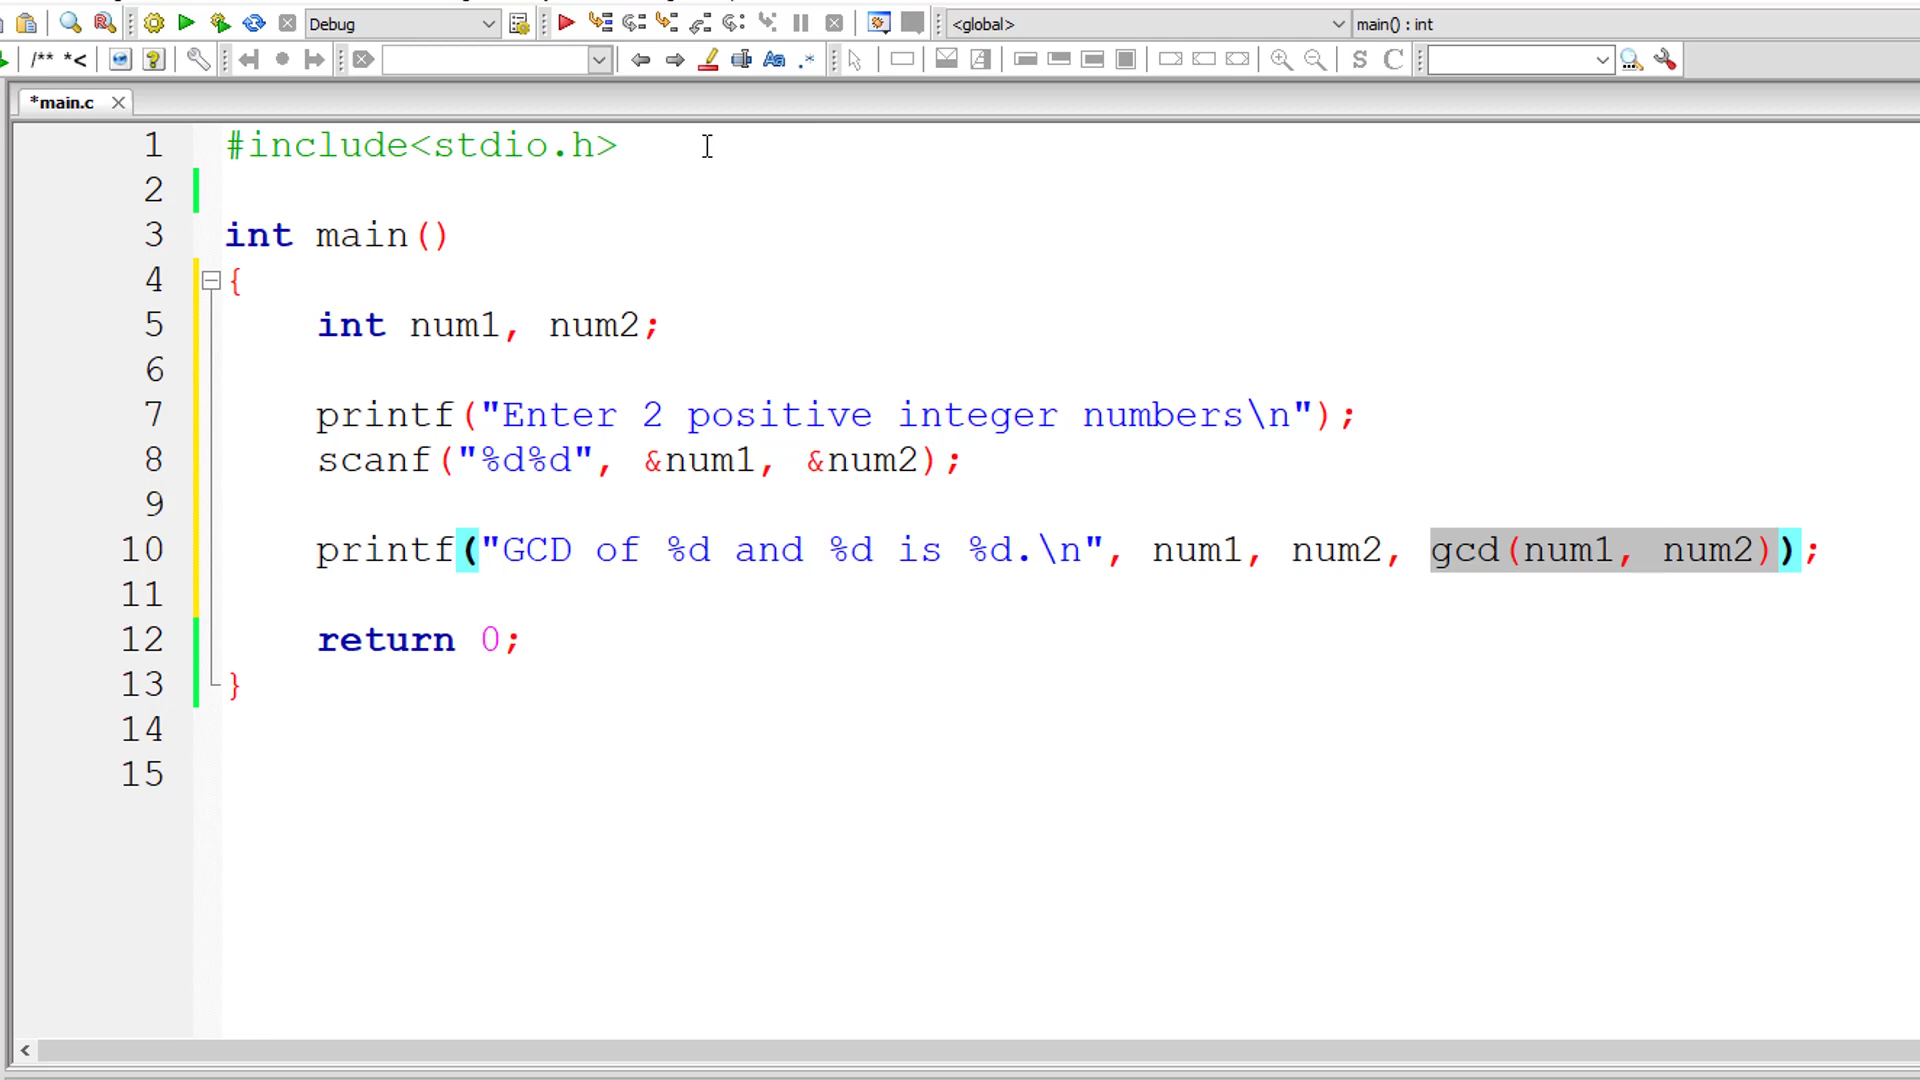 Debug
<global>
main() : int
/** *<
S C
*main.c
1 #include<stdio.h>
2
3 int main()
4 {
5 int num1, num2;
6
7 printf("Enter 2 positive integer numbers\n");
8 scanf("%d%d", &num1, &num2);
9
10 printf("GCD of %d and %d is %d.\n", num1, num2, gcd(num1, num2));
11
12 return 0;
13 }
14
15